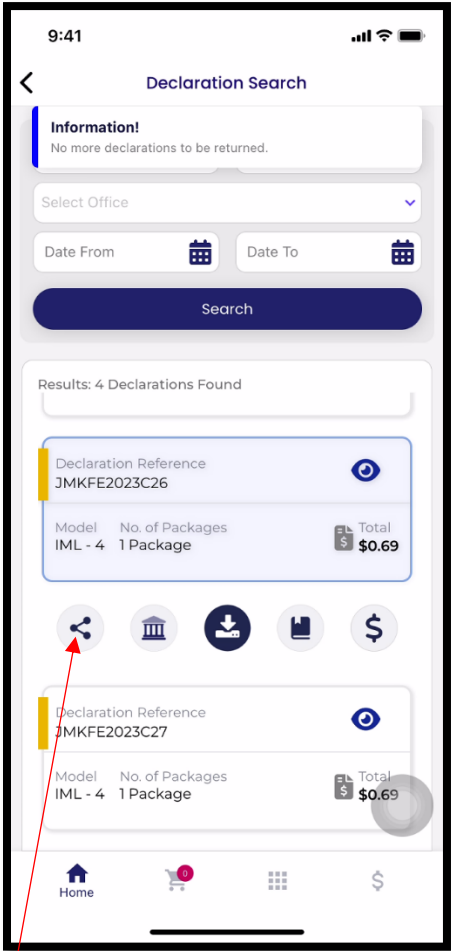 9:41
Declaration Search
Information!
No more declarations to be returned.
Select Office
Date From Date To
Search
Results: 4 Declarations Found
Declaration Reference
JMKFE2023C26
Model No. of Packages Total
IML - 4 1 Package $0.69
$
Declaration Reference
JMKFE2023C27
Model No. of Packages Total
IML - 4 1 Package $0.69
0
Home $